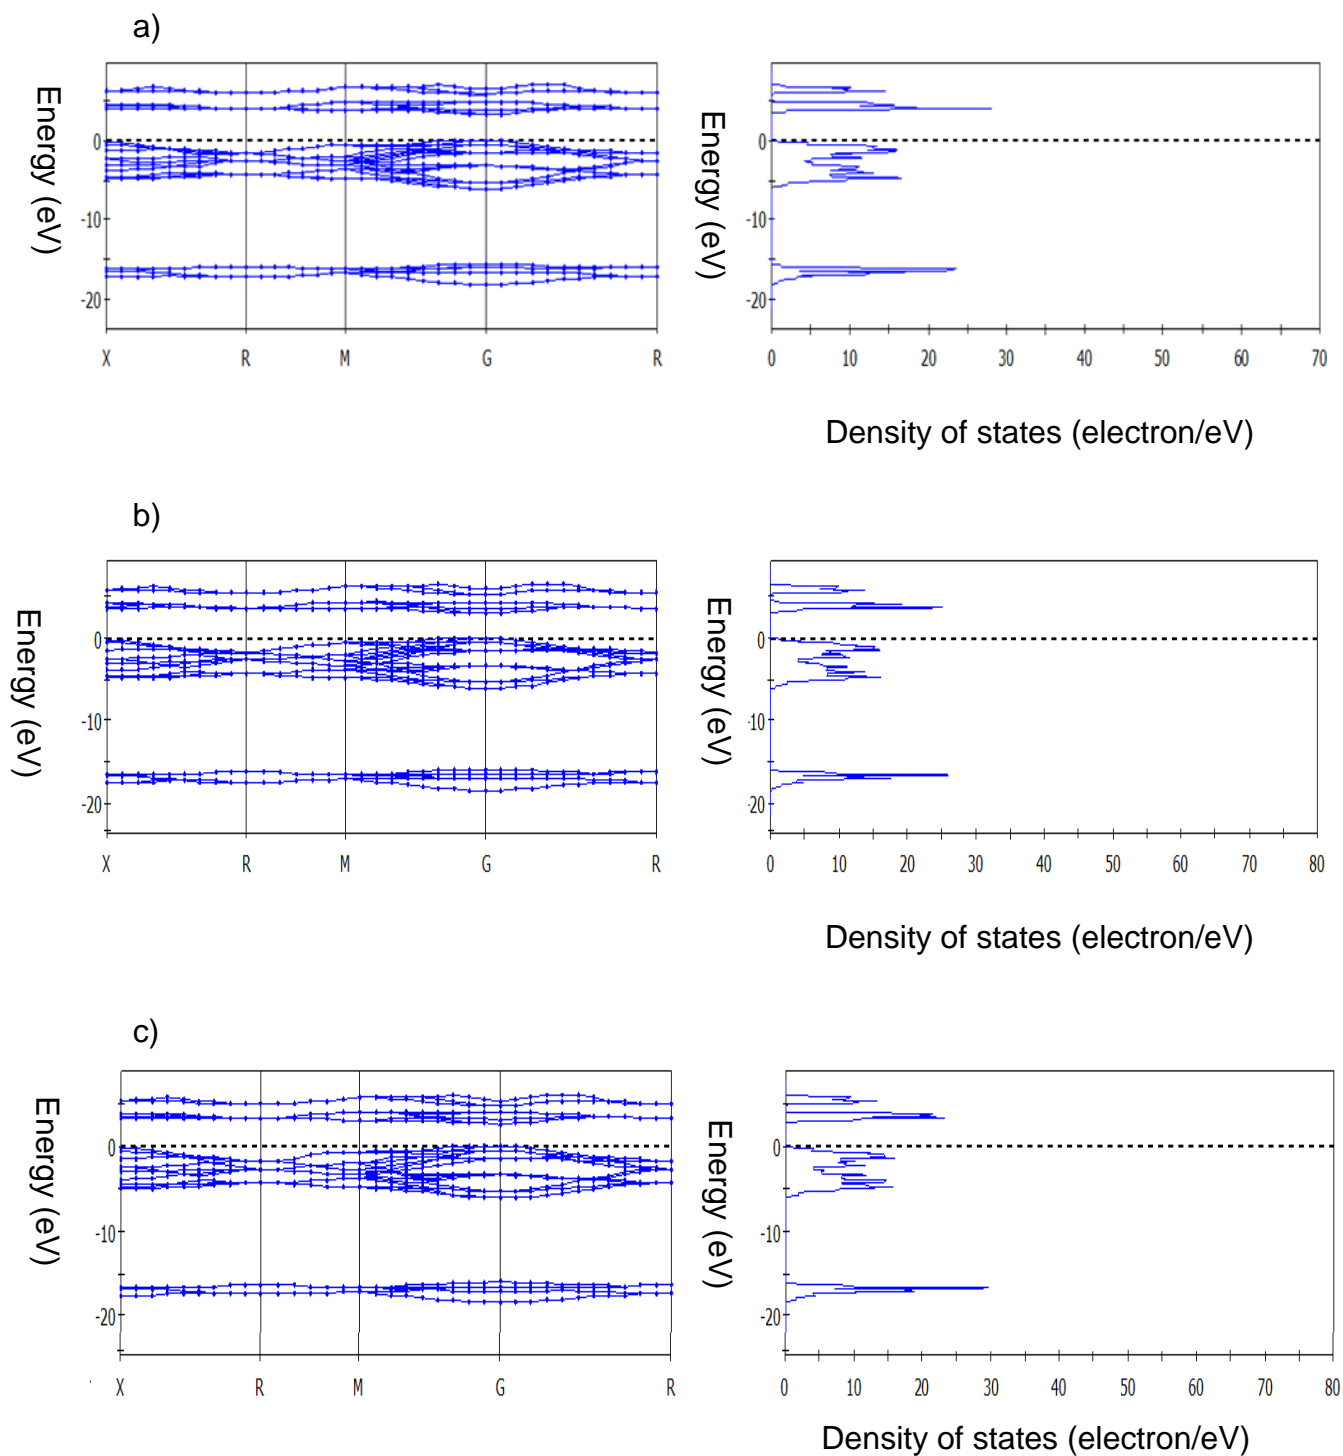 a)
Energy (eV)
0
-10
-20
X R M G R
Energy (eV)
0
-10
-20
0 10 20 30 40 50 60 70
Density of states (electron/eV)
b)
Energy (eV)
0
-10
-20
X R M G R
Energy (eV)
0
-10
-20
0 10 20 30 40 50 60 70 80
Density of states (electron/eV)
c)
Energy (eV)
0
-10
-20
X R M G R
Energy (eV)
0
-10
-20
0 10 20 30 40 50 60 70 80
Density of states (electron/eV)